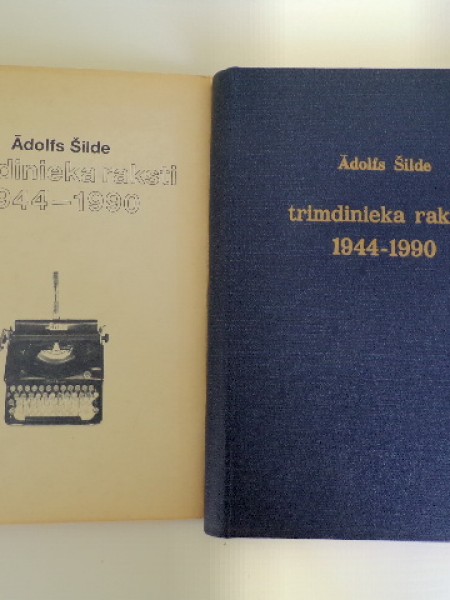 Ādolfs Šilde
dinieka raksti
944–1990
Ādolfs Šilde
trimdinieka rak
1944-1990